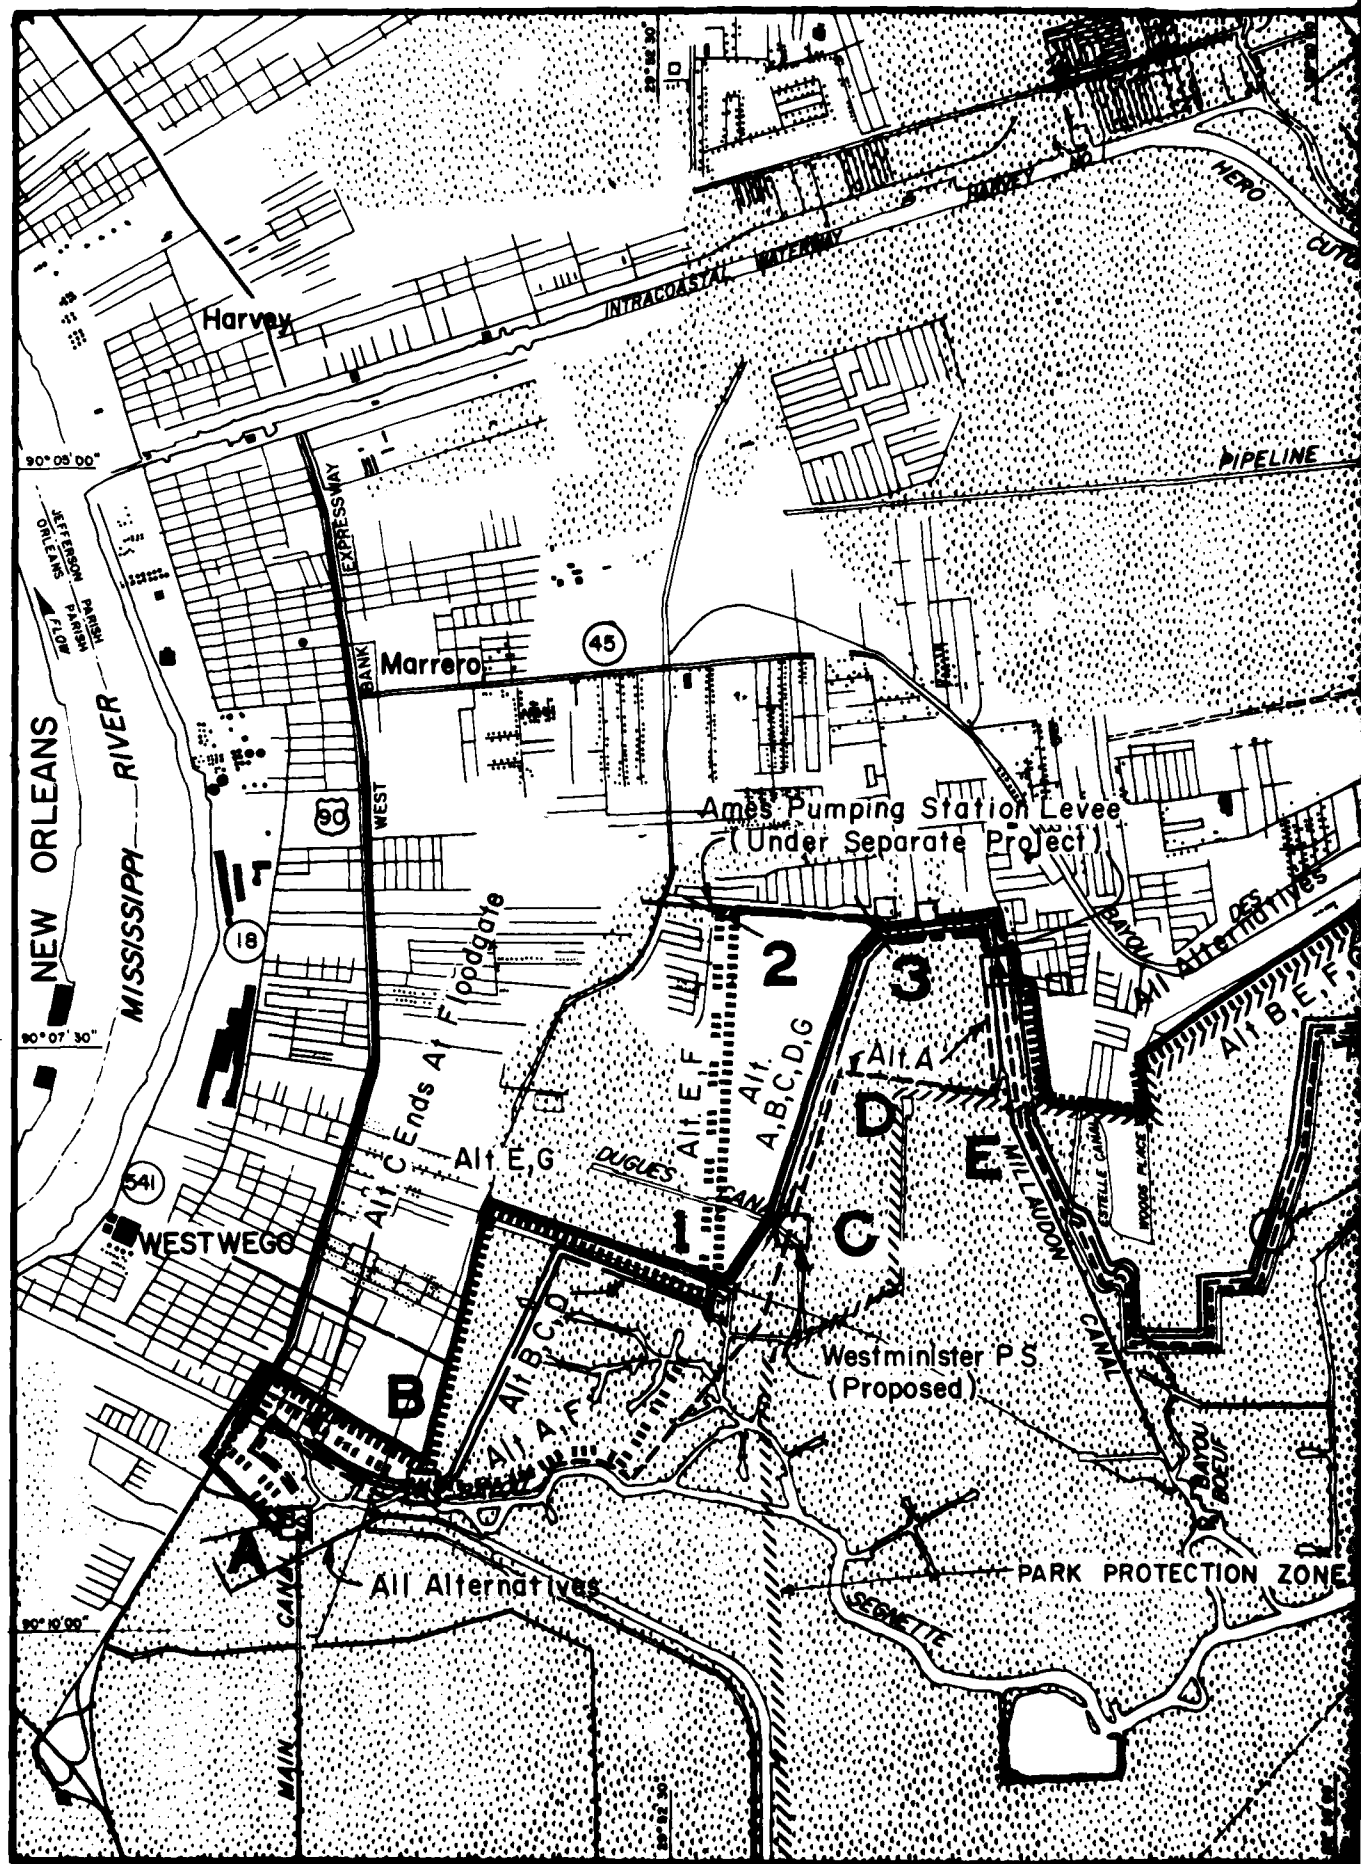 HARVEY
NO
HERO
INTRACOASTAL WATERWAY
Harvey
90° 05' 00"
PIPELINE
EXPRESSWAY
JEFFERSON PARISH
ORLEANS PARISH
FLOW
45
Marrero
BANK
RIVER
NEW ORLEANS
90
WEST
Ames Pumping Station Levee
(Under Separate Project)
MISSISSIPPI
18
BAYOU
DES
All Alternatives
2
3
Alt B, E, F, G
90° 07' 30"
Alt C Ends At Floodgate
Alt E, F
Alt
A, B, C, D, G
Alt A
D
E
Alt E, G
DUGUES
CANAL
MILLAUDON
CANAL
ESTELLE CANAL
WOODS PLACE
541
WESTWEGO
1
C
Alt B, C, D
Westminister P.S.
(Proposed)
B
Alt A, F
BAYOU
BOEUF
A
All Alternatives
PARK PROTECTION ZONE
SEGNETTE
90° 10' 00"
MAIN
CANAL